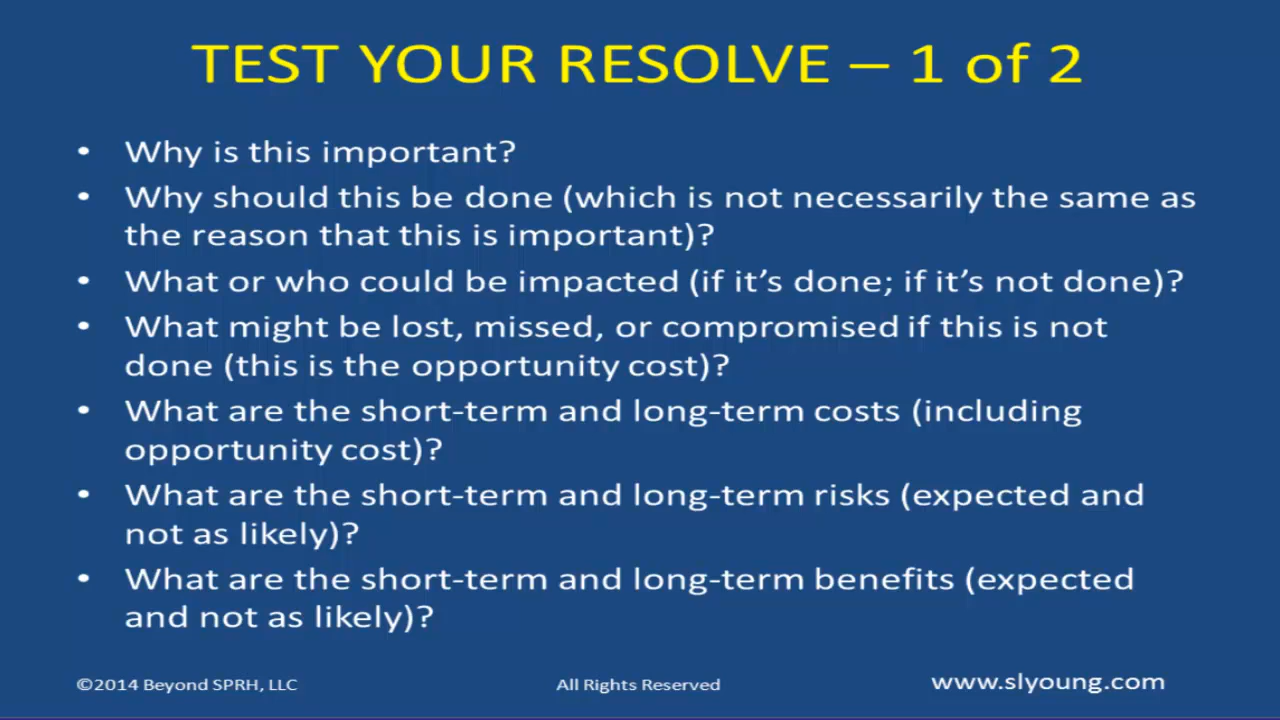 TEST YOUR RESOLVE – 1 of 2
• Why is this important?
• Why should this be done (which is not necessarily the same as
the reason that this is important)?
• What or who could be impacted (if it’s done; if it’s not done)?
• What might be lost, missed, or compromised if this is not
done (this is the opportunity cost)?
• What are the short-term and long-term costs (including
opportunity cost)?
• What are the short-term and long-term risks (expected and
not as likely)?
• What are the short-term and long-term benefits (expected
and not as likely)?
©2014 Beyond SPRH, LLC All Rights Reserved www.slyoung.com